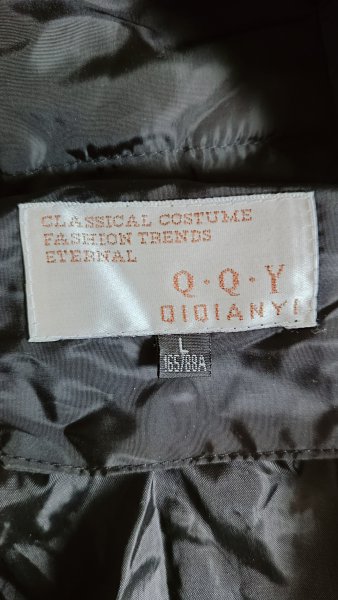 CLASSICAL COSTUME
FASHION TRENDS
ETERNAL
Q·Q·Y
QIQIANYI
L
165/88A